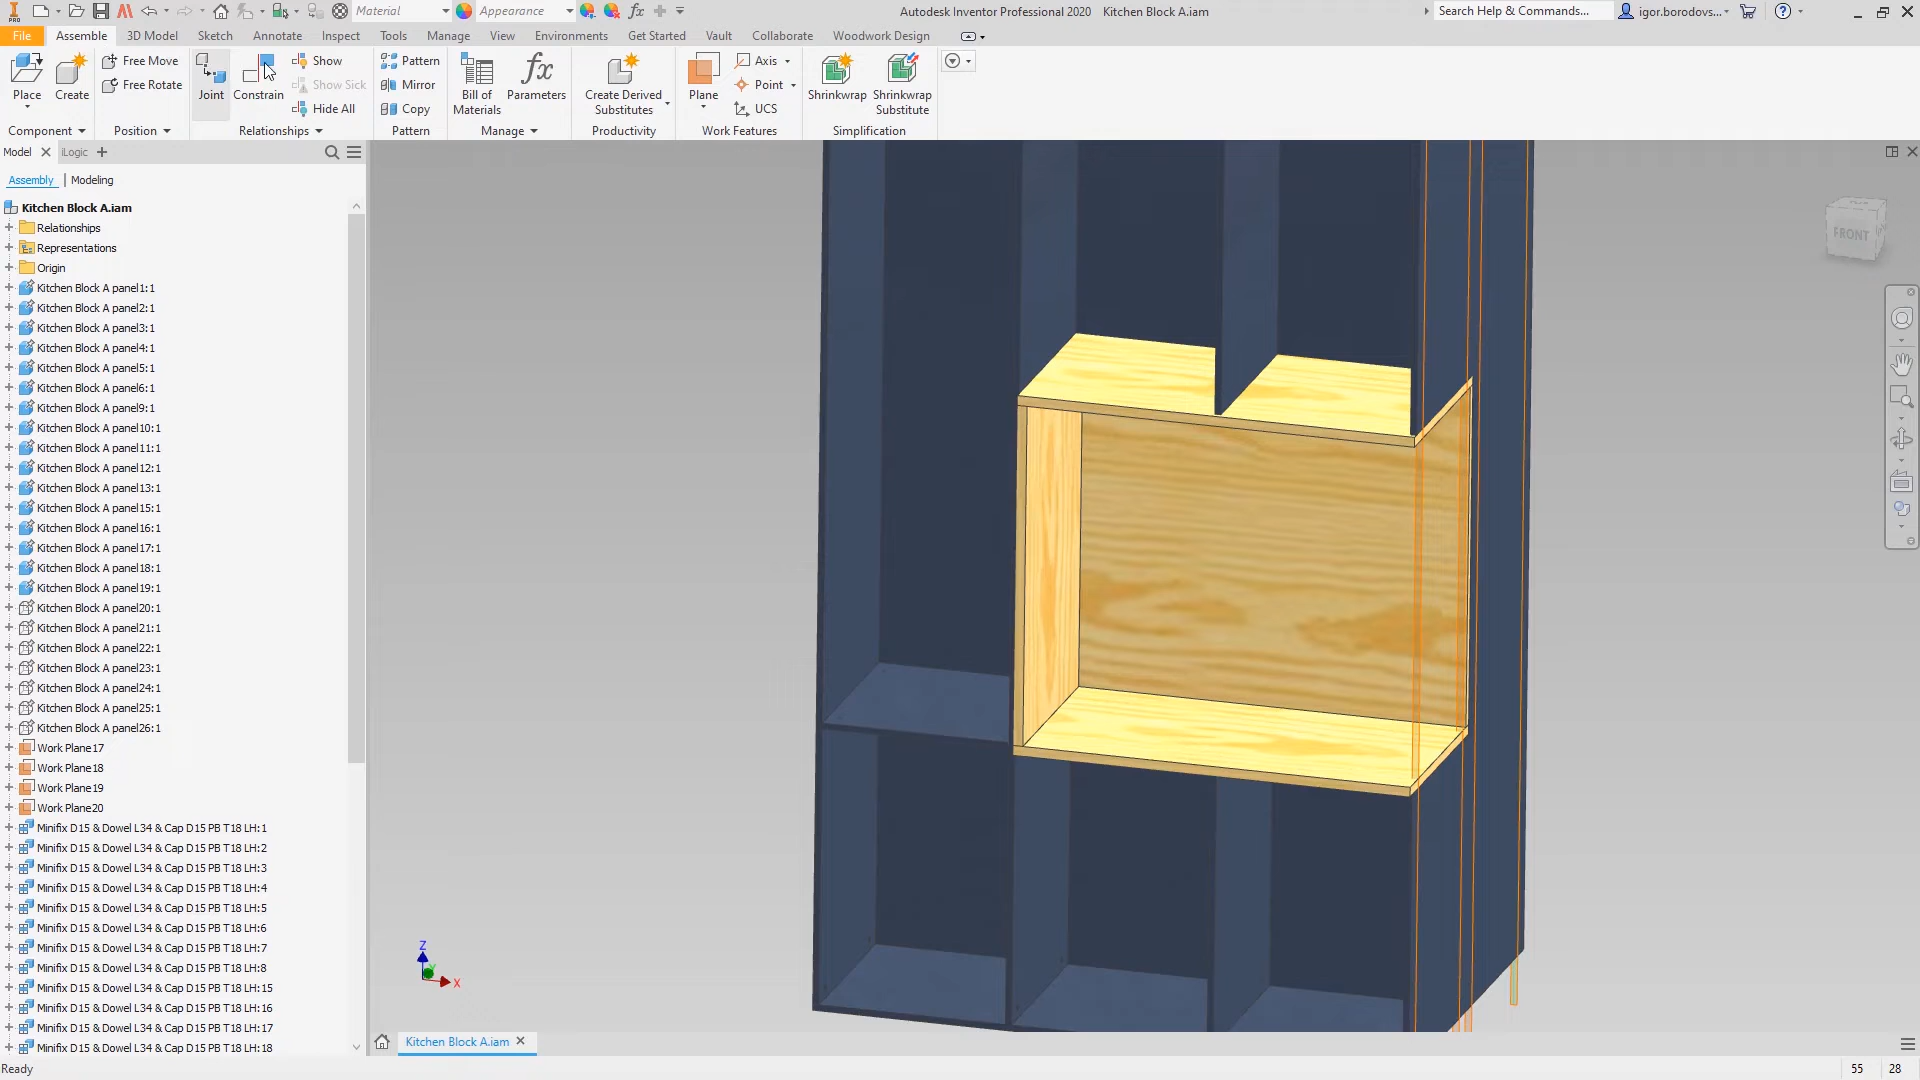 Material
Appearance
Autodesk Inventor Professional 2020 Kitchen Block A.iam
Search Help & Commands...
igor.borodovs...
File
Assemble
3D Model
Sketch
Annotate
Inspect
Tools
Manage
View
Environments
Get Started
Vault
Collaborate
Woodwork Design
Place
Create
Free Move
Free Rotate
Joint
Constrain
Show
Show Sick
Hide All
Pattern
Mirror
Copy
Bill of
Materials
Parameters
Create Derived
Substitutes
Plane
Axis
Point
UCS
Shrinkwrap
Shrinkwrap
Substitute
Component
Position
Relationships
Pattern
Manage
Productivity
Work Features
Simplification
Model
iLogic
Assembly
Modeling
Kitchen Block A.iam
Relationships
Representations
Origin
Kitchen Block A panel1:1
Kitchen Block A panel2:1
Kitchen Block A panel3:1
Kitchen Block A panel4:1
Kitchen Block A panel5:1
Kitchen Block A panel6:1
Kitchen Block A panel9:1
Kitchen Block A panel10:1
Kitchen Block A panel11:1
Kitchen Block A panel12:1
Kitchen Block A panel13:1
Kitchen Block A panel15:1
Kitchen Block A panel16:1
Kitchen Block A panel17:1
Kitchen Block A panel18:1
Kitchen Block A panel19:1
Kitchen Block A panel20:1
Kitchen Block A panel21:1
Kitchen Block A panel22:1
Kitchen Block A panel23:1
Kitchen Block A panel24:1
Kitchen Block A panel25:1
Kitchen Block A panel26:1
Work Plane17
Work Plane18
Work Plane19
Work Plane20
Minifix D15 & Dowel L34 & Cap D15 PB T18 LH:1
Minifix D15 & Dowel L34 & Cap D15 PB T18 LH:2
Minifix D15 & Dowel L34 & Cap D15 PB T18 LH:3
Minifix D15 & Dowel L34 & Cap D15 PB T18 LH:4
Minifix D15 & Dowel L34 & Cap D15 PB T18 LH:5
Minifix D15 & Dowel L34 & Cap D15 PB T18 LH:6
Minifix D15 & Dowel L34 & Cap D15 PB T18 LH:7
Minifix D15 & Dowel L34 & Cap D15 PB T18 LH:8
Minifix D15 & Dowel L34 & Cap D15 PB T18 LH:15
Minifix D15 & Dowel L34 & Cap D15 PB T18 LH:16
Minifix D15 & Dowel L34 & Cap D15 PB T18 LH:17
Minifix D15 & Dowel L34 & Cap D15 PB T18 LH:18
FRONT
Z
X
Kitchen Block A.iam
Ready
55
28